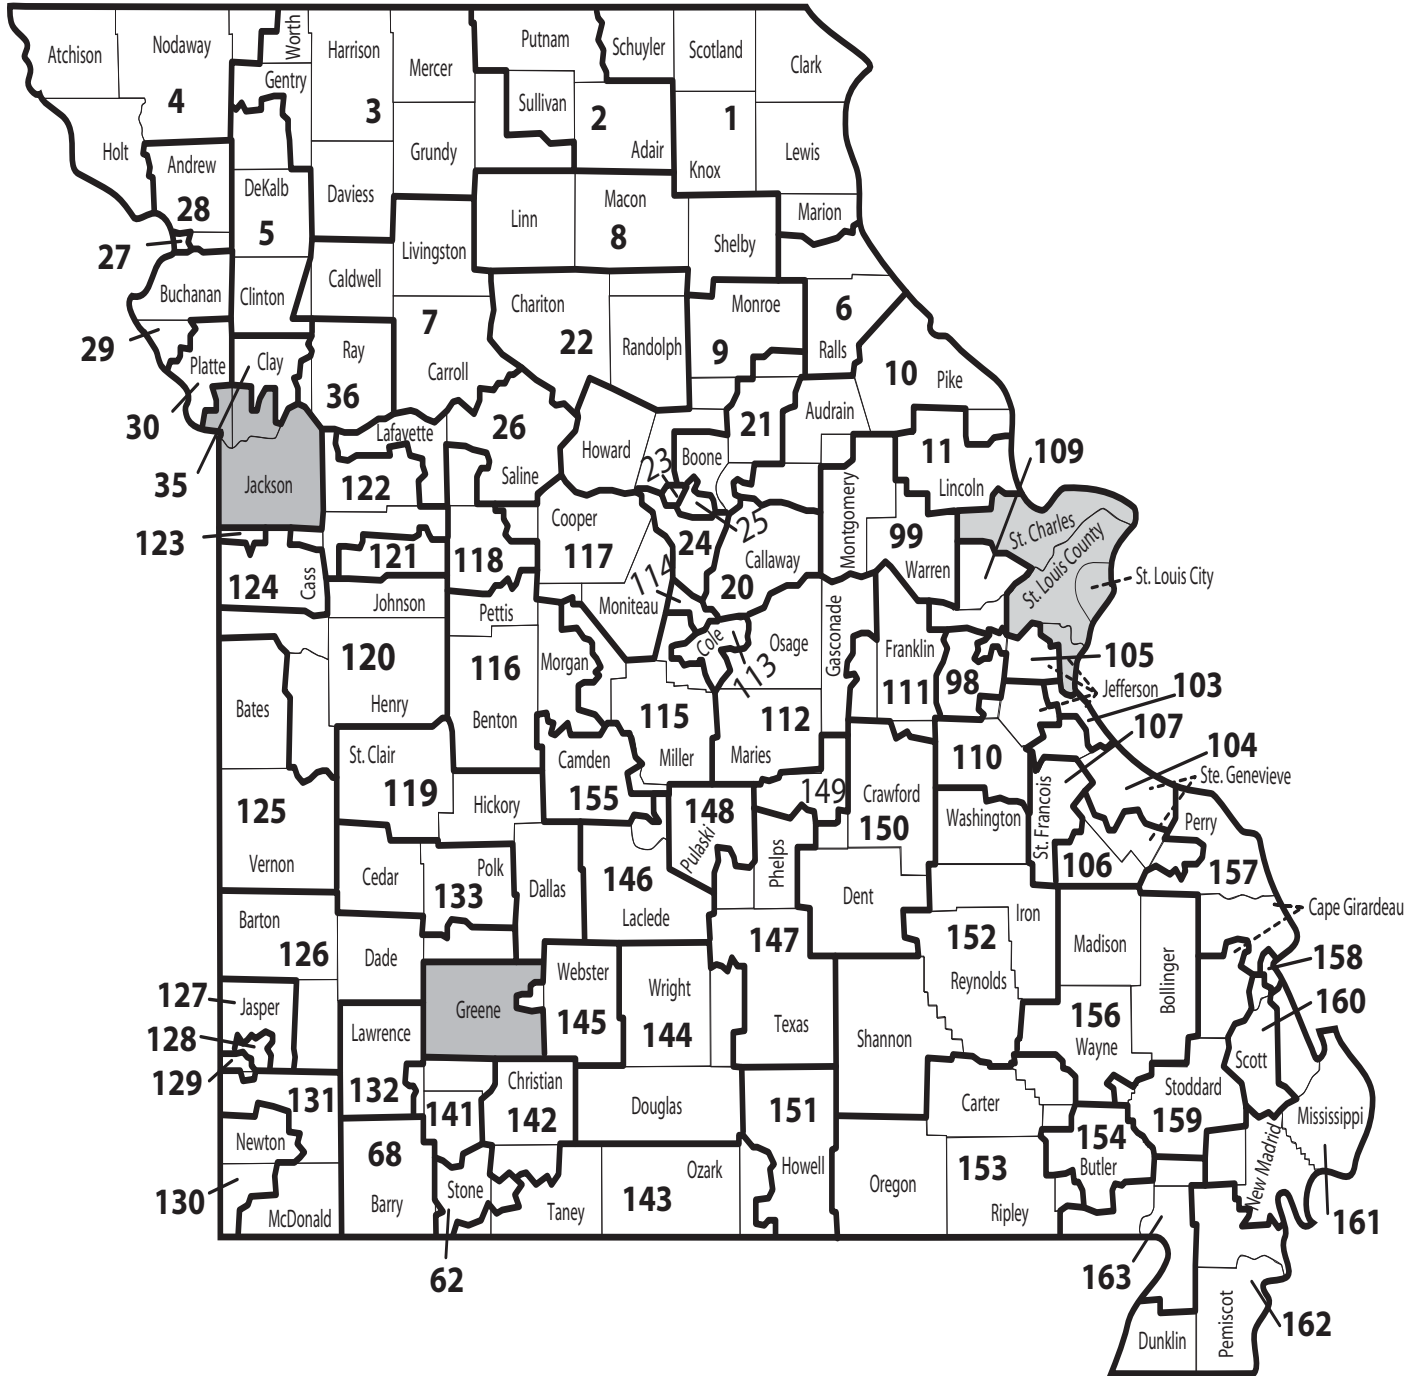 Atchison
Nodaway
Worth
Harrison
Mercer
Putnam
Schuyler
Scotland
Clark
Gentry
4
3
Sullivan
2
1
Holt
Andrew
Grundy
Adair
Knox
Lewis
28
DeKalb
Daviess
Linn
Macon
Marion
5
8
Shelby
27
Livingston
Buchanan
Clinton
Caldwell
Chariton
Monroe
7
6
29
22
Randolph
9
Ralls
Platte
Clay
Ray
Carroll
10
Pike
36
21
Audrain
30
Lafayette
26
Howard
Boone
11
109
35
Jackson
122
Saline
23
Lincoln
Montgomery
25
St. Charles
123
Cooper
99
St. Louis County
121
118
117
24
Callaway
Warren
St. Louis City
124
Cass
Johnson
114
20
Pettis
Moniteau
Cole
Osage
Gasconade
Franklin
120
116
Morgan
113
98
105
111
Jefferson
103
Bates
Henry
Benton
115
112
107
St. Clair
Camden
Miller
Maries
110
104
119
Ste. Genevieve
125
Hickory
155
148
149
Crawford
150
Washington
St. Francois
Perry
Pulaski
Phelps
Vernon
Cedar
133
Polk
Dallas
146
Dent
106
157
Barton
Laclede
Iron
Cape Girardeau
126
Dade
147
152
Madison
Bollinger
158
127
Jasper
Webster
Wright
Reynolds
160
Greene
145
144
Texas
156
128
Lawrence
Shannon
Wayne
Scott
129
131
132
141
Christian
142
Douglas
151
Carter
Stoddard
159
Mississippi
Newton
68
154
New Madrid
130
Stone
Ozark
Howell
Oregon
153
Butler
McDonald
Barry
Taney
143
Ripley
161
62
163
162
Dunklin
Pemiscot